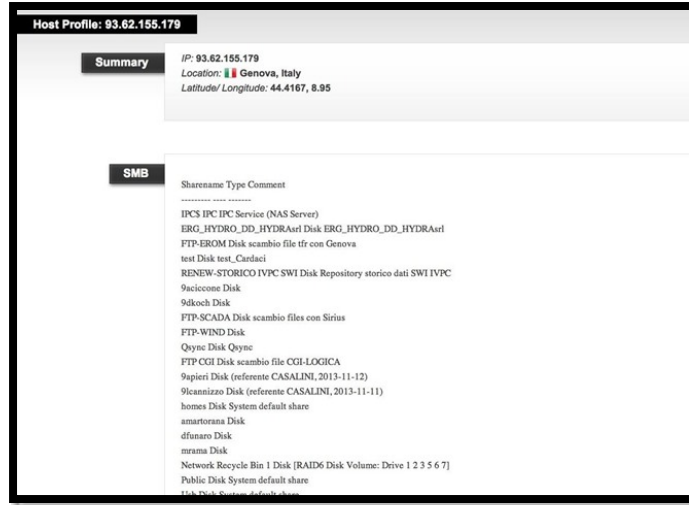 Host Profile: 93.62.155.179
Summary
IP: 93.62.155.179
Location: Genova, Italy
Latitude/ Longitude: 44.4167, 8.95
SMB
Sharename Type Comment
--------- ---- -------
IPC$ IPC IPC Service (NAS Server)
ERG_HYDRO_DD_HYDRAsrl Disk ERG_HYDRO_DD_HYDRAsrl
FTP-EROM Disk scambio file tfr con Genova
test Disk test_Cardaci
RENEW-STORICO IVPC SWI Disk Repository storico dati SWI IVPC
9aciccone Disk
9dkoch Disk
FTP-SCADA Disk scambio files con Sirius
FTP-WIND Disk
Qsync Disk Qsync
FTP CGI Disk scambio file CGI-LOGICA
9apieri Disk (referente CASALINI, 2013-11-12)
9lcannizzo Disk (referente CASALINI, 2013-11-11)
homes Disk System default share
amartorana Disk
dfunaro Disk
mrama Disk
Network Recycle Bin 1 Disk [RAID6 Disk Volume: Drive 1 2 3 5 6 7]
Public Disk System default share
Usb Disk System default share